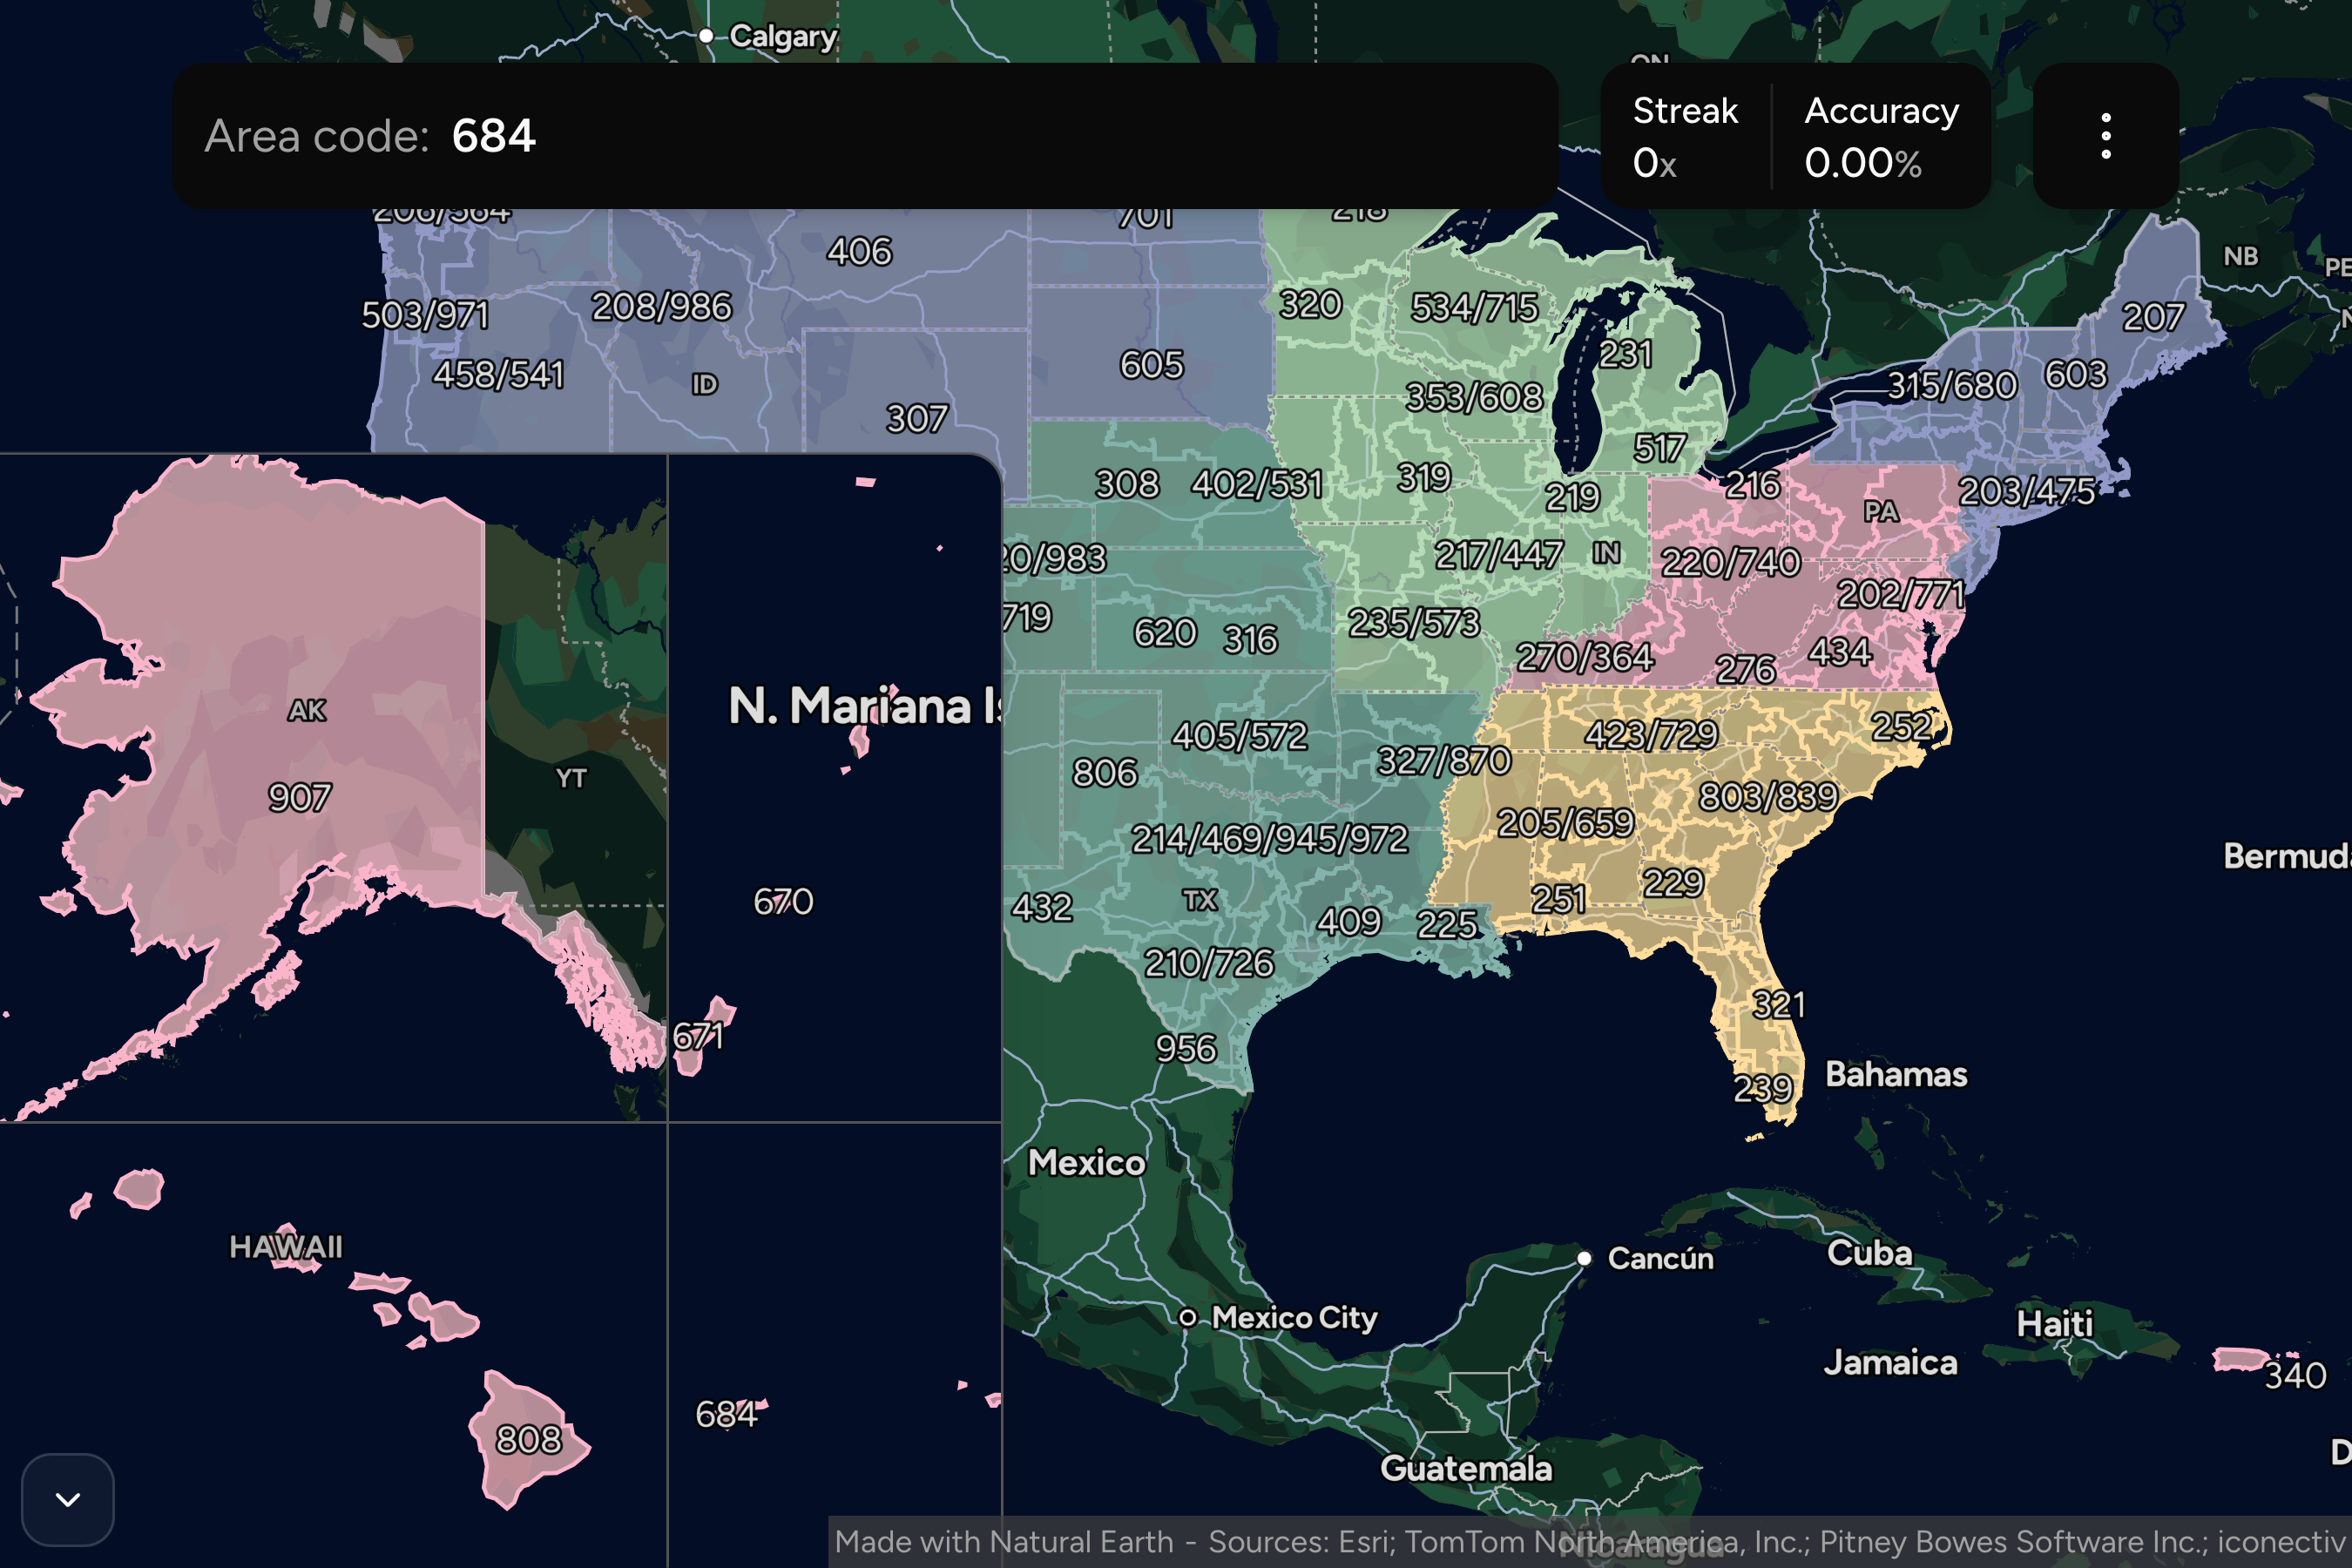 Calgary
ON
Area code: 684
Streak
0x
Accuracy
0.00%
206/564
701
218
406
NB
503/971
208/986
320
534/715
207
231
458/541
ID
605
353/608
315/680
603
307
517
308
402/531
319
219
216
PA
203/475
20/983
217/447
IN
220/740
202/771
719
620
316
235/573
270/364
276
434
AK
N. Mariana Is
405/572
423/729
252
YT
806
327/870
907
803/839
214/469/945/972
205/659
Bermuda
670
432
TX
409
225
251
229
210/726
671
321
956
239
Bahamas
Mexico
HAWAII
Cancún
Cuba
Mexico City
Haiti
Jamaica
340
684
808
Guatemala
Made with Natural Earth - Sources: Esri; TomTom North America, Inc.; Pitney Bowes Software Inc.; iconectiv
Nicaragua